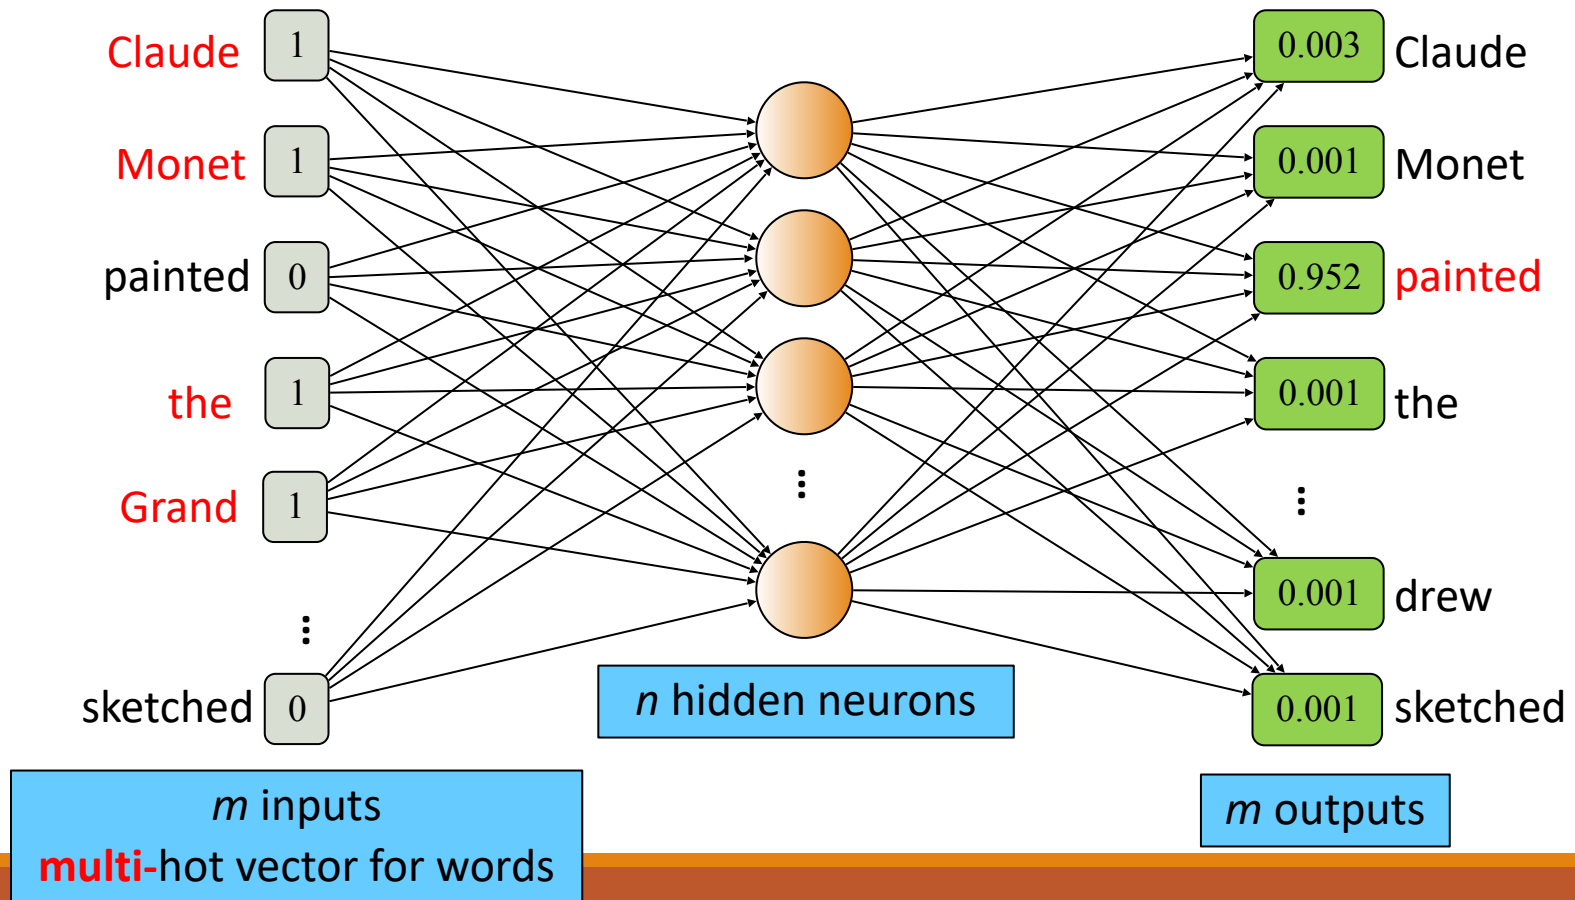 Claude 1
Monet 1
painted 0
the 1
Grand 1
⋮
sketched 0
m inputs
multi-hot vector for words
⋮
n hidden neurons
0.003 Claude
0.001 Monet
0.952 painted
0.001 the
⋮
0.001 drew
0.001 sketched
m outputs